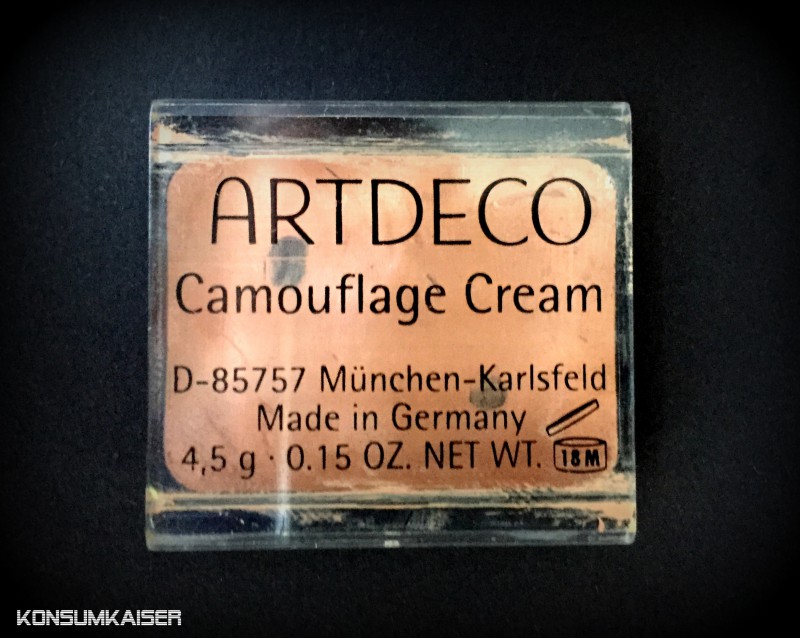 ARTDECO
Camouflage Cream
D-85757 München-Karlsfeld
Made in Germany
4,5 g · 0.15 OZ. NET WT.
18M
KONSUMKAISER